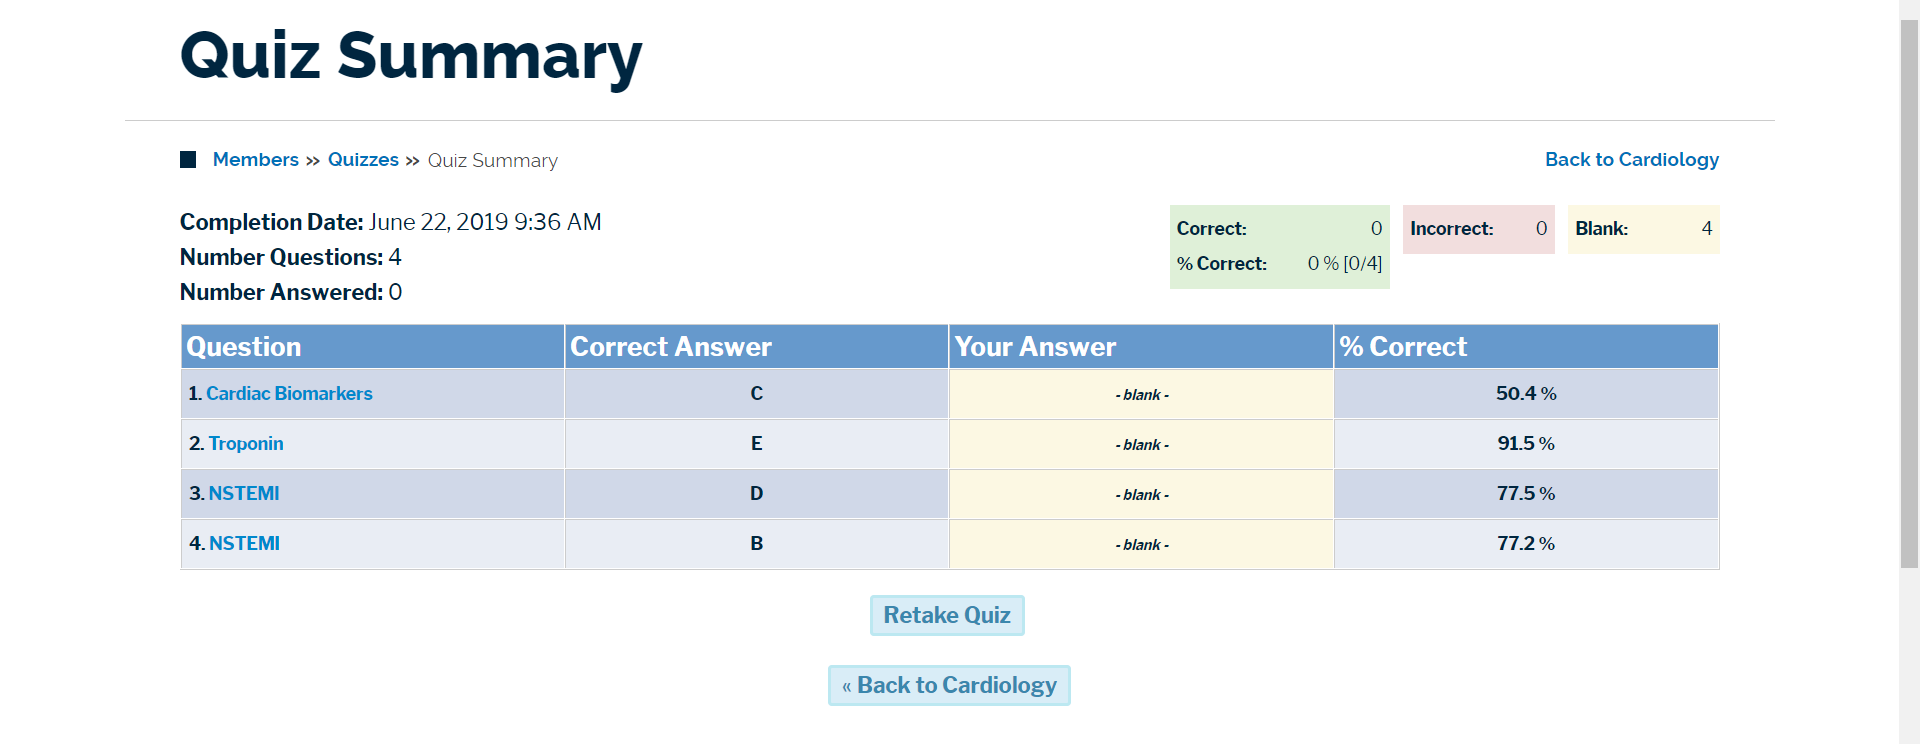 Quiz Summary
Members » Quizzes » Quiz Summary
Back to Cardiology
Completion Date: June 22, 2019 9:36 AM
Number Questions: 4
Number Answered: 0
Correct: 0
% Correct: 0 % [0/4]
Incorrect: 0
Blank: 4
Question Correct Answer Your Answer % Correct
1. Cardiac Biomarkers C - blank - 50.4 %
2. Troponin E - blank - 91.5 %
3. NSTEMI D - blank - 77.5 %
4. NSTEMI B - blank - 77.2 %
Retake Quiz
« Back to Cardiology